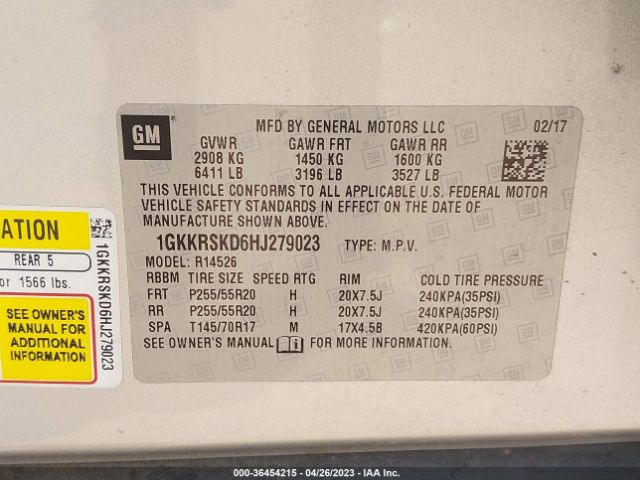 GM
MFD BY GENERAL MOTORS LLC 02/17
GVWR GAWR FRT GAWR RR
2908 KG 1450 KG 1600 KG
6411 LB 3196 LB 3527 LB
THIS VEHICLE CONFORMS TO ALL APPLICABLE U.S. FEDERAL MOTOR
VEHICLE SAFETY STANDARDS IN EFFECT ON THE DATE OF
MANUFACTURE SHOWN ABOVE.
1GKKRSKD6HJ279023 TYPE: M.P.V.
MODEL: R14526
RBBM TIRE SIZE SPEED RTG RIM COLD TIRE PRESSURE
FRT P255/55R20 H 20X7.5J 240KPA(35PSI)
RR P255/55R20 H 20X7.5J 240KPA(35PSI)
SPA T145/70R17 M 17X4.5B 420KPA(60PSI)
SEE OWNER'S MANUAL FOR MORE INFORMATION.
ATION
REAR 5
or 1566 lbs.
SEE OWNER'S
MANUAL FOR
ADDITIONAL
INFORMATION
1GKKRSKD6HJ279023
000-36454215 - 04/26/2023 - IAA Inc.